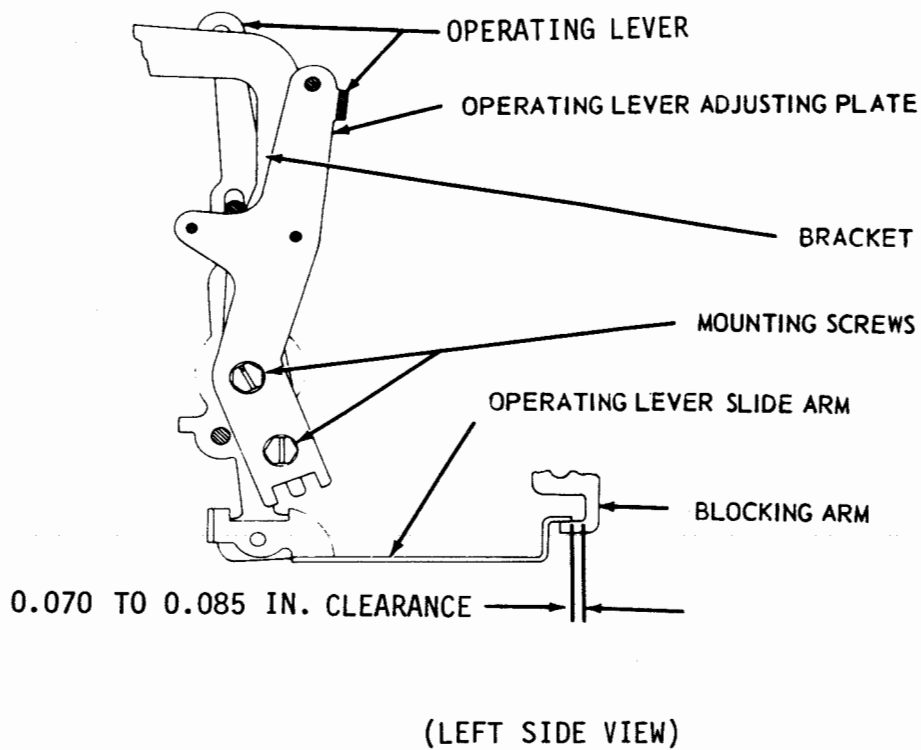 OPERATING LEVER
OPERATING LEVER ADJUSTING PLATE
BRACKET
MOUNTING SCREWS
OPERATING LEVER SLIDE ARM
BLOCKING ARM
0.070 TO 0.085 IN. CLEARANCE
(LEFT SIDE VIEW)